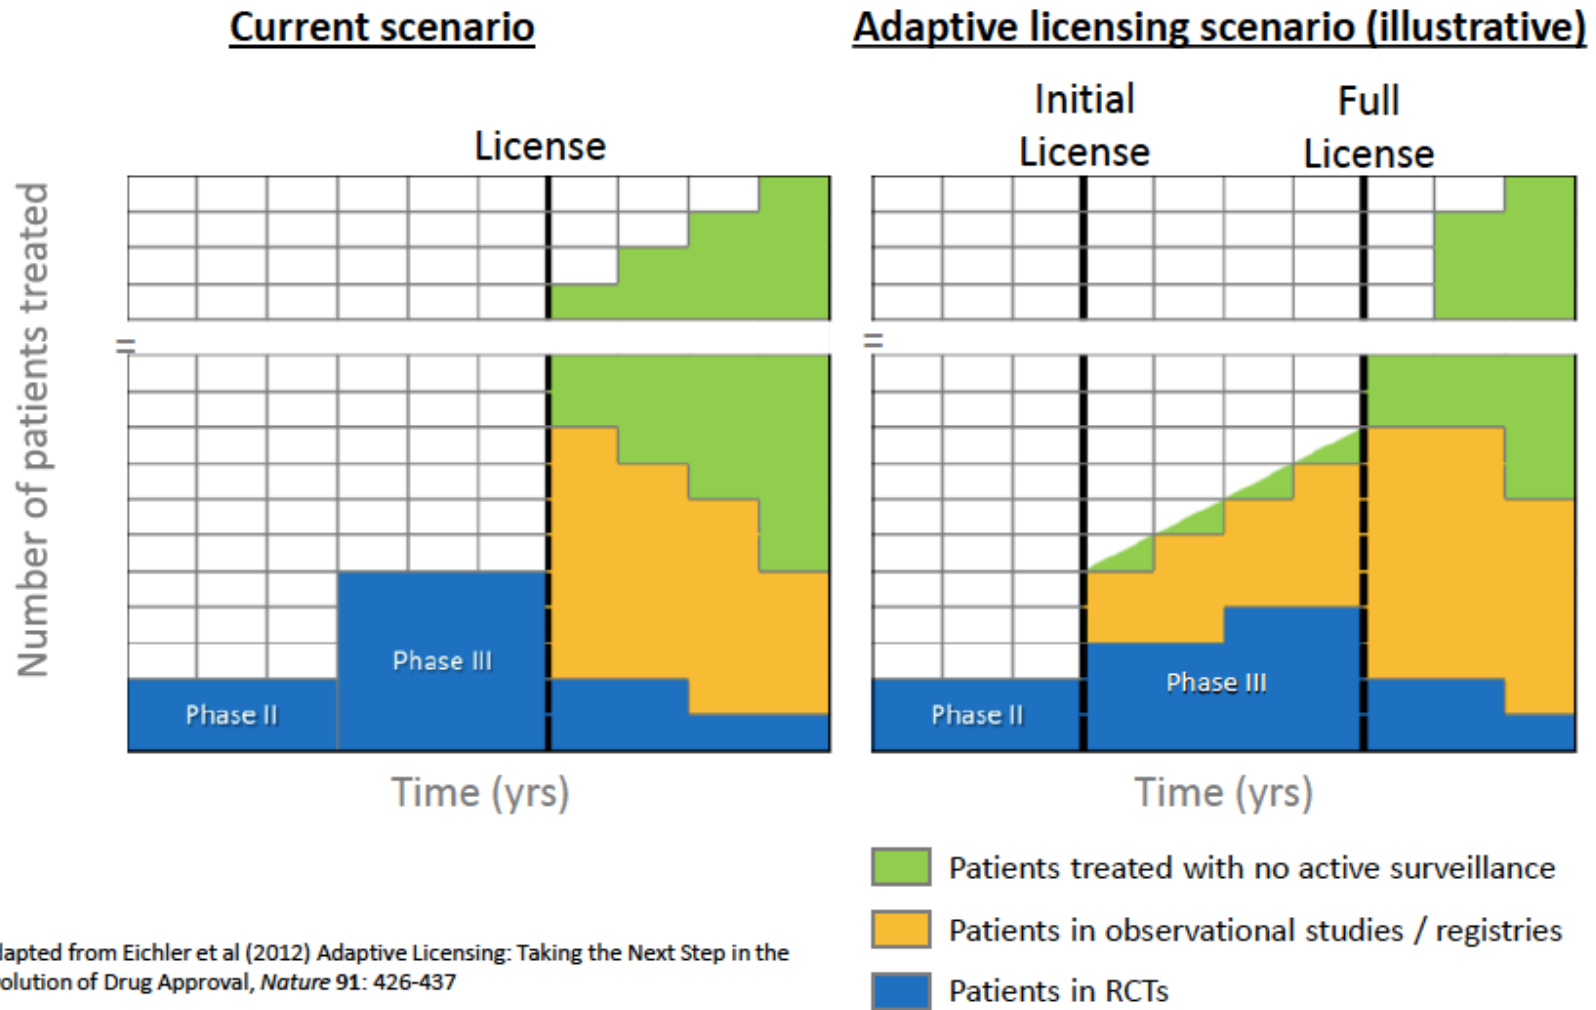 Current scenario
Adaptive licensing scenario (illustrative)
License
Initial
License
Full
License
Number of patients treated
=
=
Phase II
Phase III
Phase II
Phase III
Time (yrs)
Time (yrs)
Patients treated with no active surveillance
Patients in observational studies / registries
Patients in RCTs
dapted from Eichler et al (2012) Adaptive Licensing: Taking the Next Step in the
volution of Drug Approval, Nature 91: 426-437